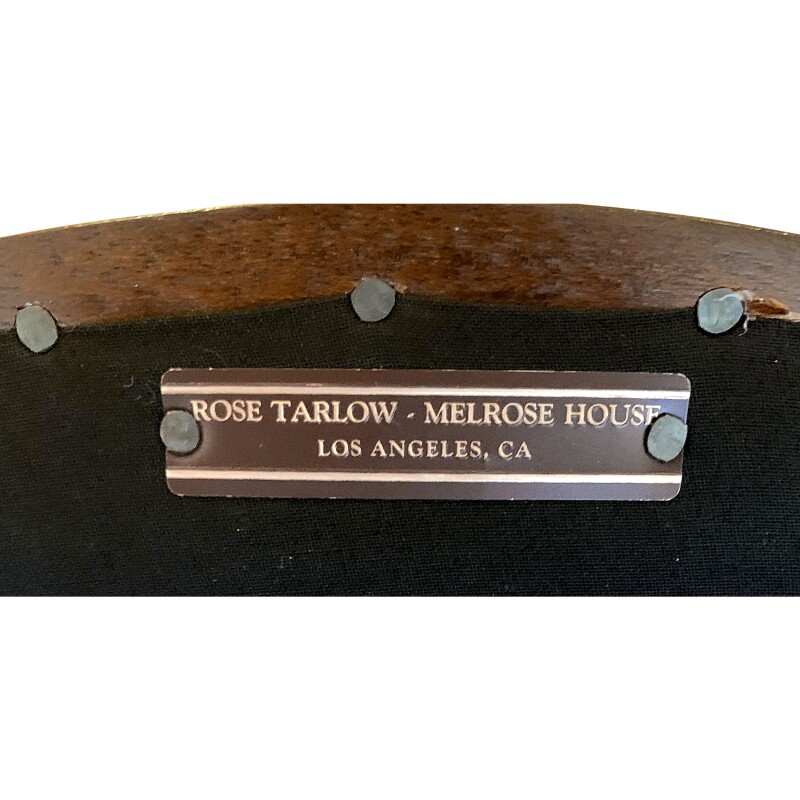 ROSE TARLOW - MELROSE HOUSE
LOS ANGELES, CA